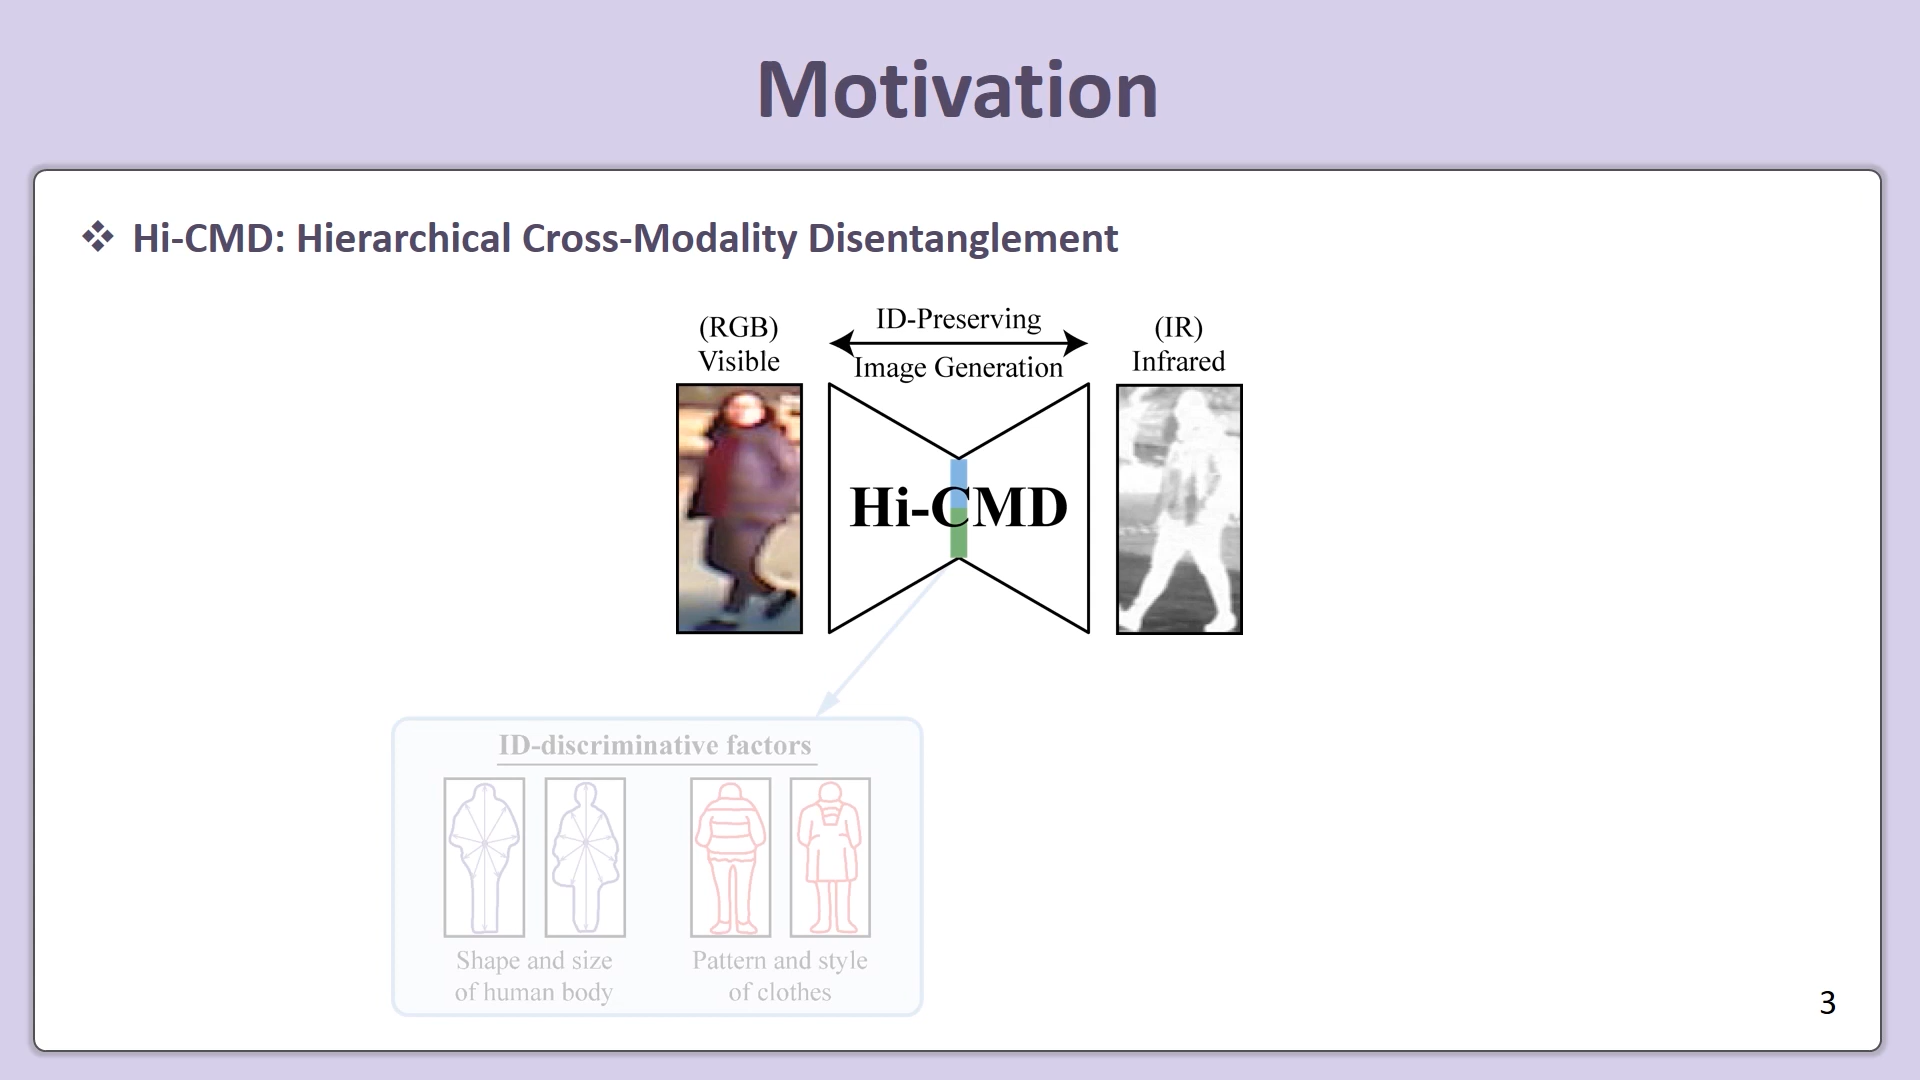 Motivation
❖ Hi-CMD: Hierarchical Cross-Modality Disentanglement
(RGB)
Visible
ID-Preserving
Image Generation
(IR)
Infrared
Hi-CMD
ID-discriminative factors
Shape and size
of human body
Pattern and style
of clothes
3